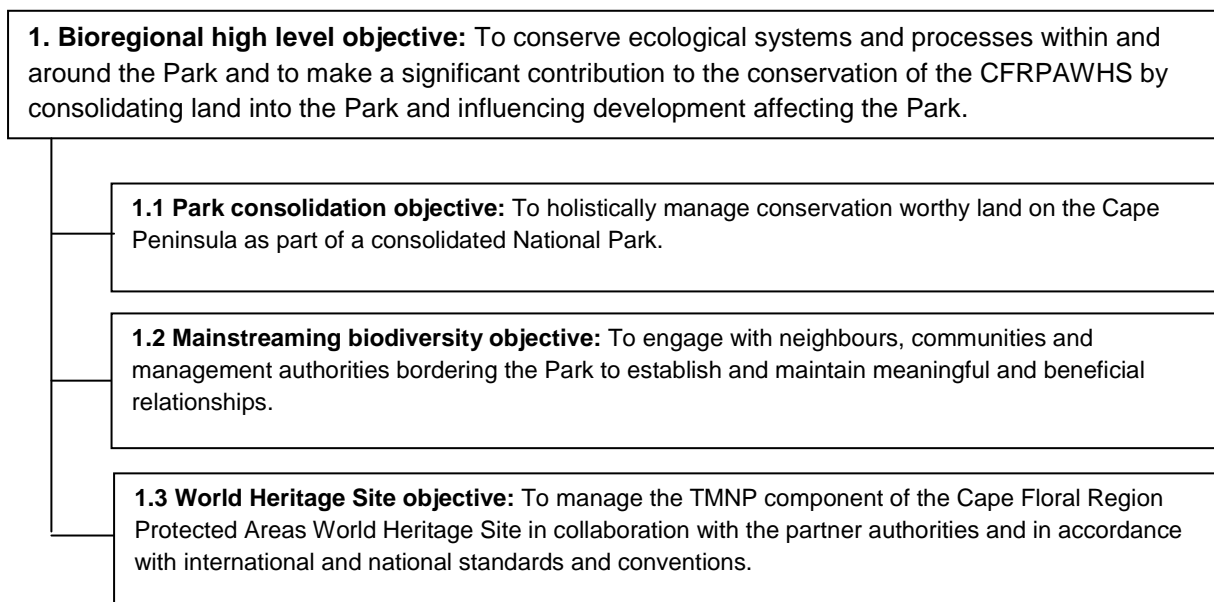 1. Bioregional high level objective: To conserve ecological systems and processes within and
around the Park and to make a significant contribution to the conservation of the CFRPAWHS by
consolidating land into the Park and influencing development affecting the Park.
1.1 Park consolidation objective: To holistically manage conservation worthy land on the Cape
Peninsula as part of a consolidated National Park.
1.2 Mainstreaming biodiversity objective: To engage with neighbours, communities and
management authorities bordering the Park to establish and maintain meaningful and beneficial
relationships.
1.3 World Heritage Site objective: To manage the TMNP component of the Cape Floral Region
Protected Areas World Heritage Site in collaboration with the partner authorities and in accordance
with international and national standards and conventions.